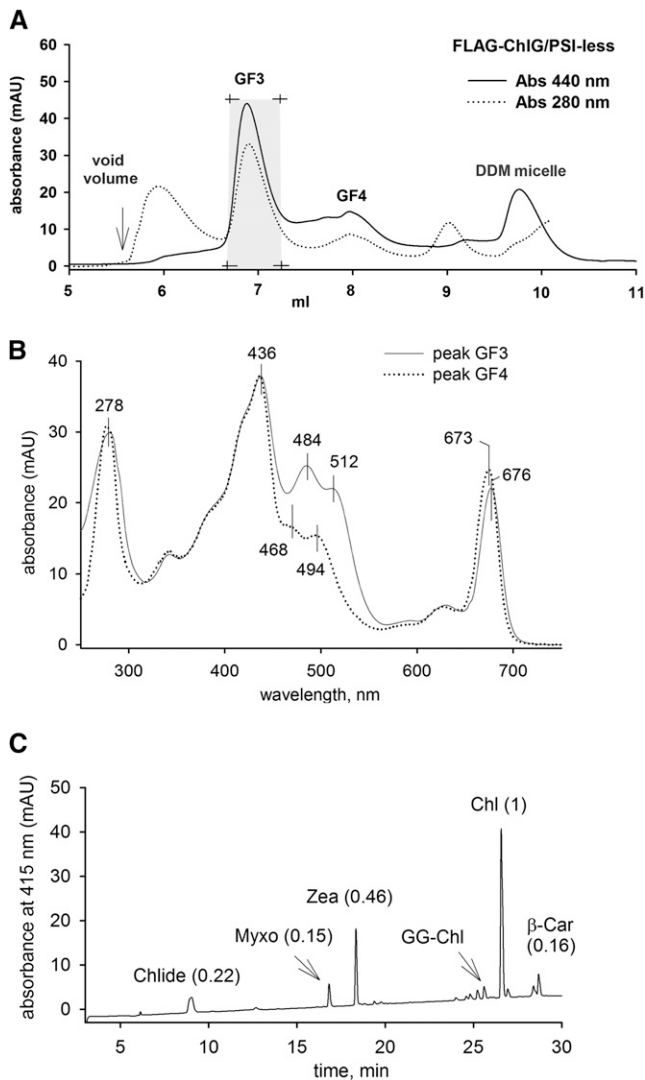 A
FLAG-ChlG/PSI-less
Abs 440 nm
Abs 280 nm
absorbance (mAU)
60
50
40
30
20
10
0
GF3
void
volume
GF4
DDM micelle
5
6
7
8
9
10
11
ml
B
peak GF3
peak GF4
absorbance (mAU)
40
30
20
10
0
436
278
484
512
468
494
673
676
300
400
500
600
700
wavelength, nm
C
absorbance at 415 nm (mAU)
50
40
30
20
10
0
Chl (1)
Zea (0.46)
Myxo (0.15)
GG-Chl
β-Car
(0.16)
Chlide (0.22)
5
10
15
20
25
30
time, min